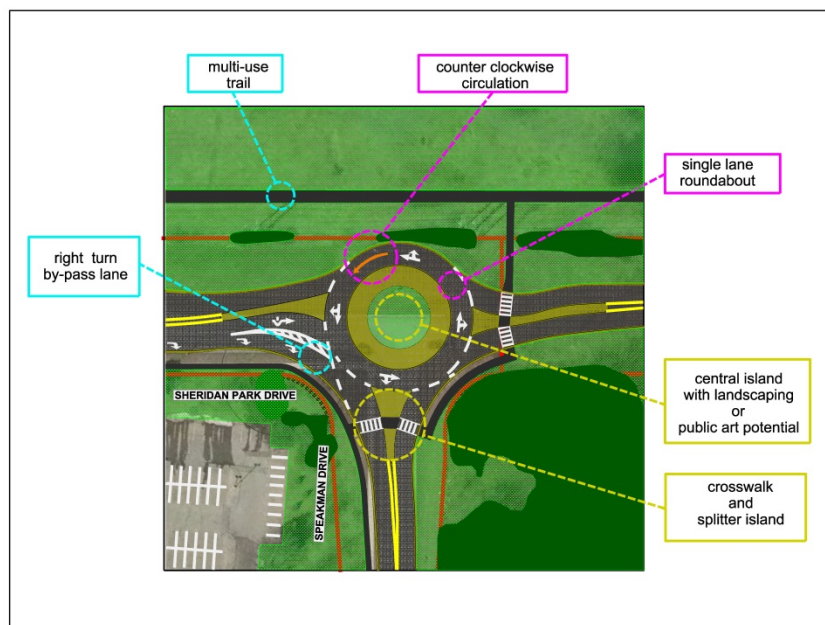 multi-use
trail
counter clockwise
circulation
single lane
roundabout
right turn
by-pass lane
central island
with landscaping
or
public art potential
SHERIDAN PARK DRIVE
SPEAKMAN DRIVE
crosswalk
and
splitter island